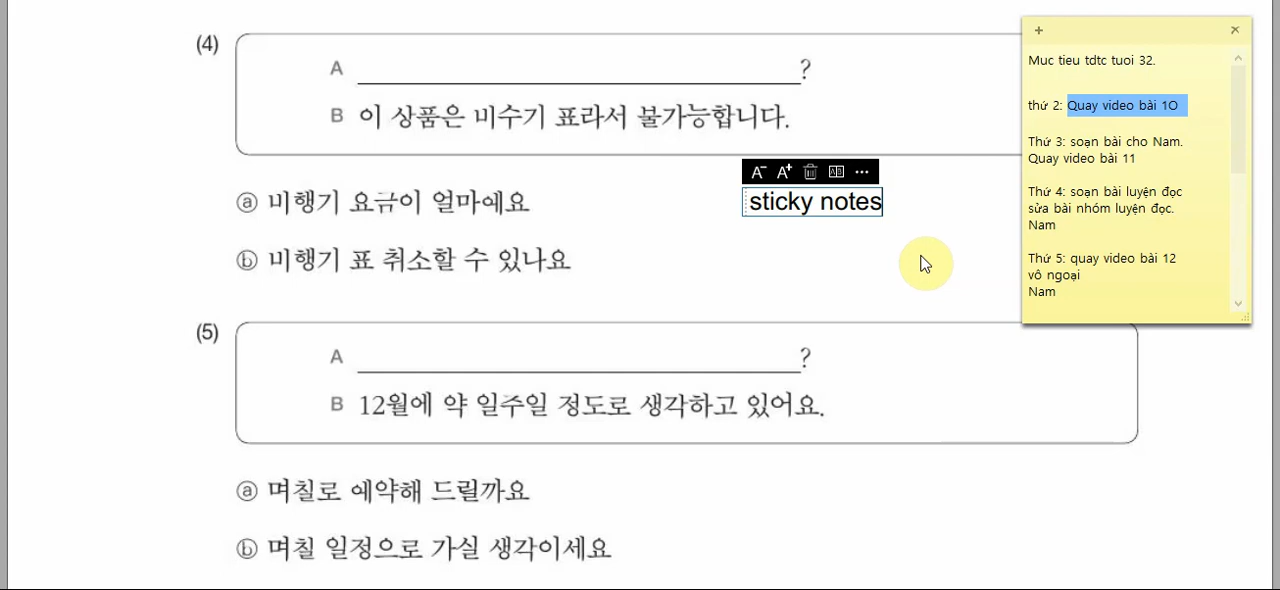 (4)
A ____________________?
B 이 상품은 비수기 표라서 불가능합니다.
ⓐ 비행기 요금이 얼마예요
ⓑ 비행기 표 취소할 수 있나요
A⁻ A⁺ ...
sticky notes
(5)
A ____________________?
B 12월에 약 일주일 정도로 생각하고 있어요.
ⓐ 며칠로 예약해 드릴까요
ⓑ 며칠 일정으로 가실 생각이세요
+ ×
Muc tieu tdtc tuoi 32.
thứ 2: Quay video bài 1O
Thứ 3: soạn bài cho Nam.
Quay video bài 11
Thứ 4: soạn bài luyện đọc
sửa bài nhóm luyện đọc.
Nam
Thứ 5: quay video bài 12
vô ngoại
Nam